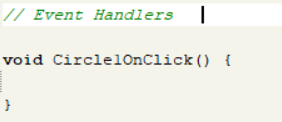 // Event Handlers
void Circle1OnClick() {
}